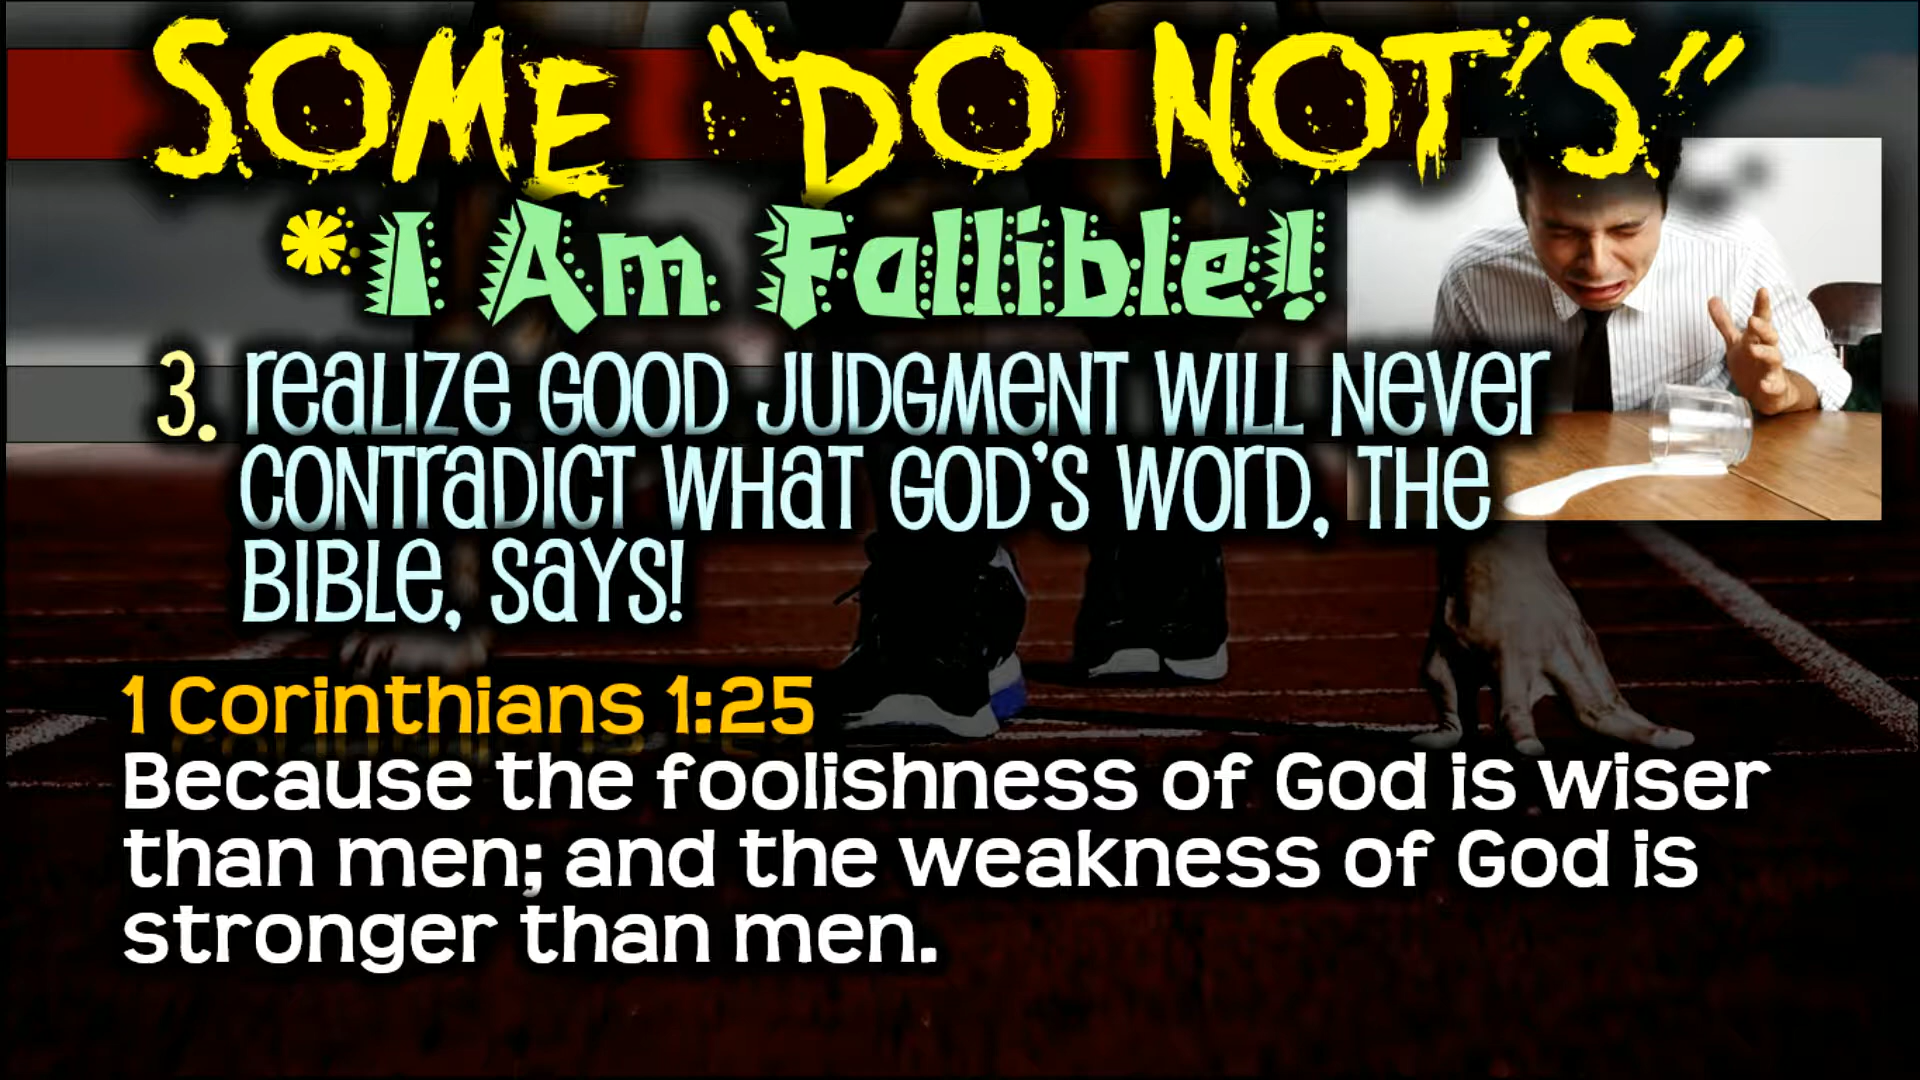 SOME "DO NOT'S"
*I Am Fallible!
3. realize good judgment will never
contradict what God's Word, the
Bible, says!
1 Corinthians 1:25
Because the foolishness of God is wiser
than men; and the weakness of God is
stronger than men.